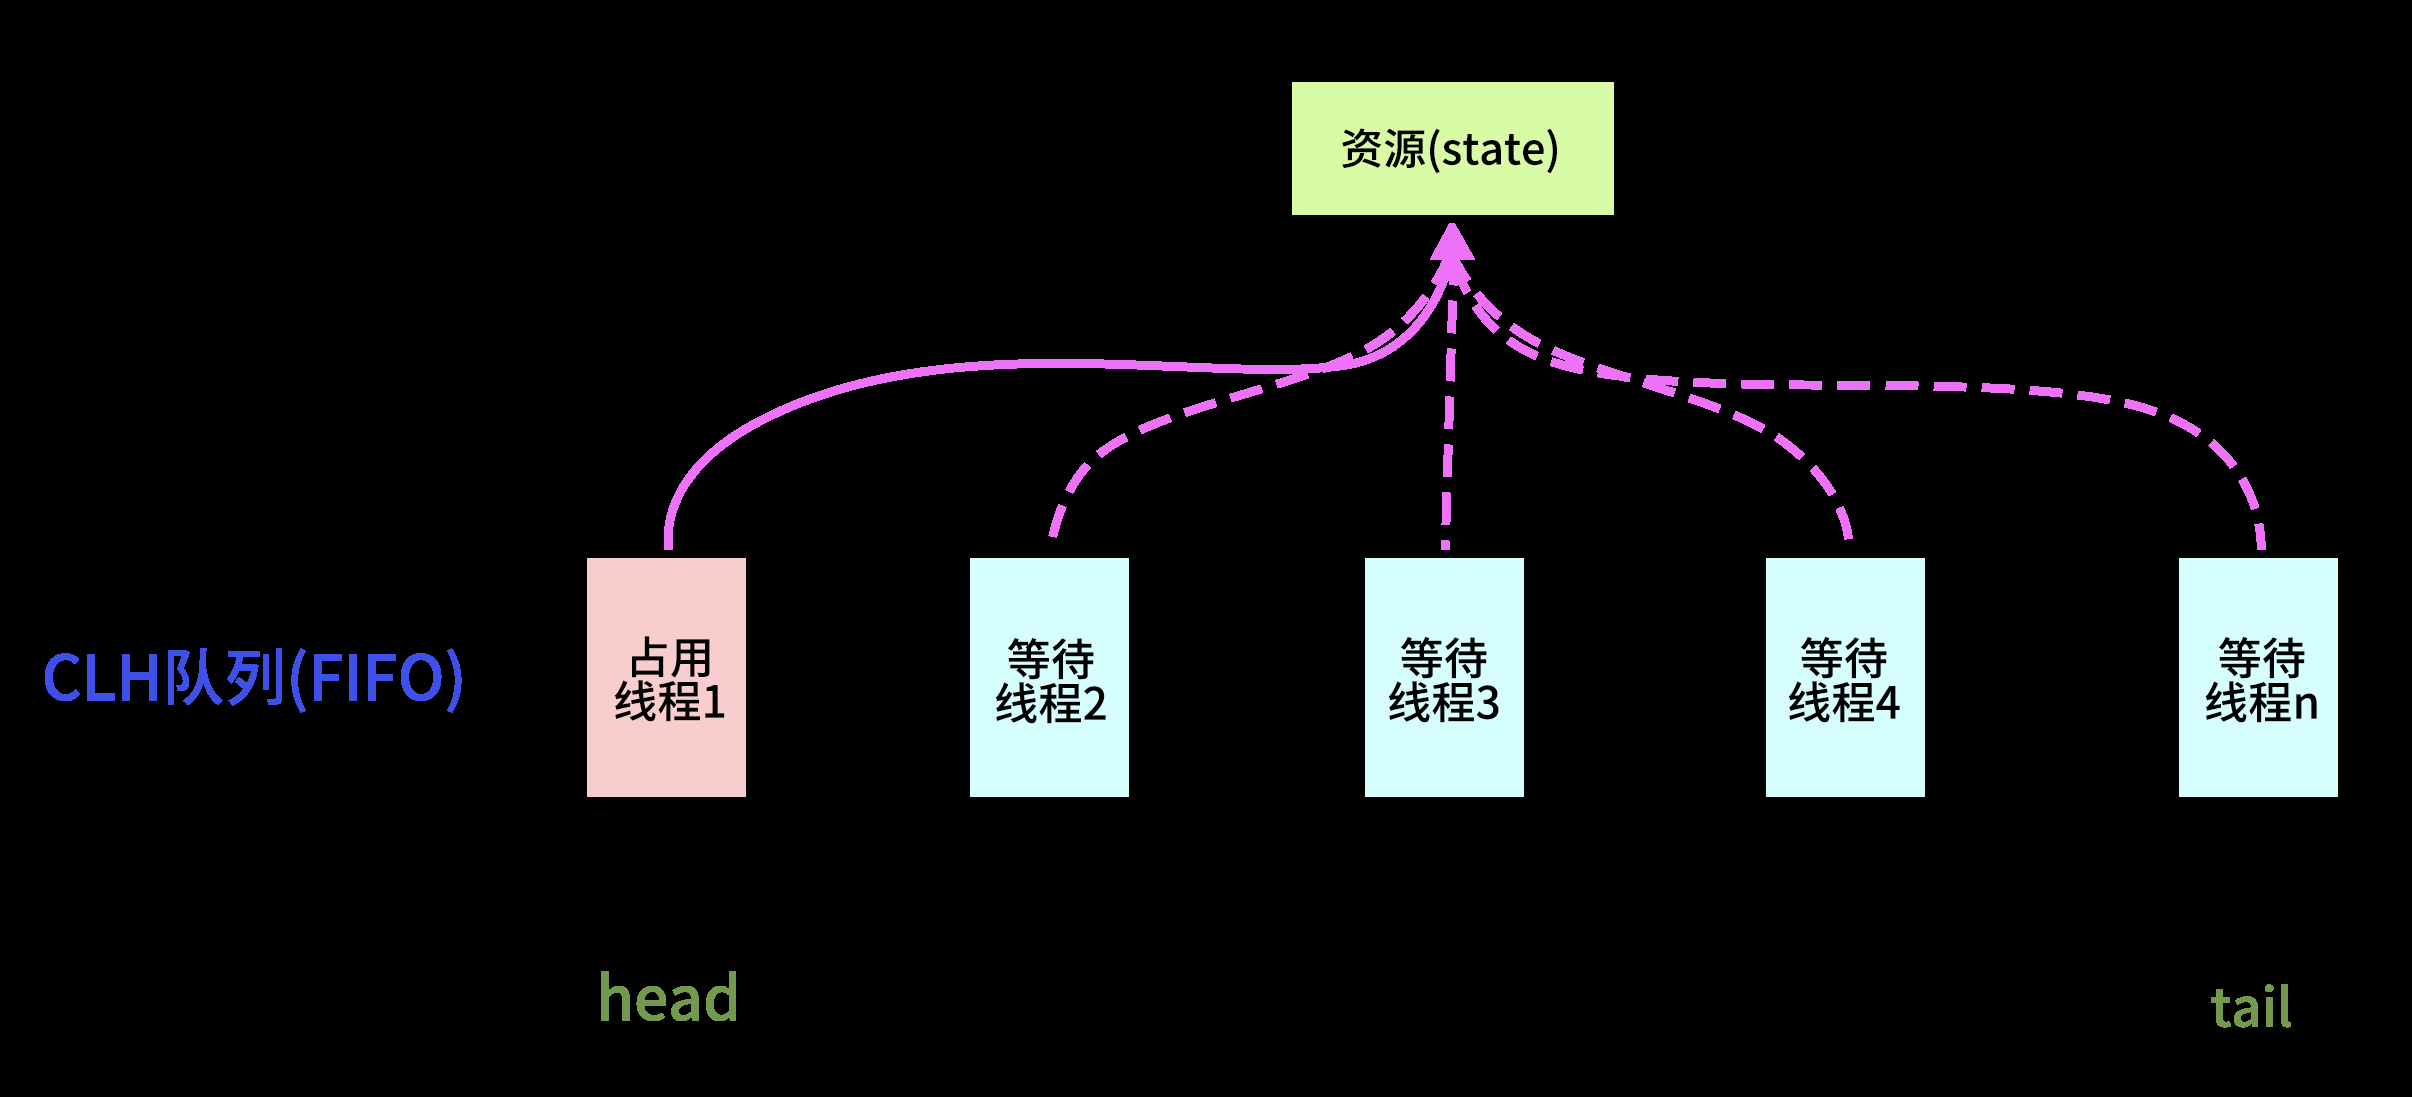 资源(state)
CLH队列(FIFO)
占用
线程1
等待
线程2
等待
线程3
等待
线程4
等待
线程n
head
tail